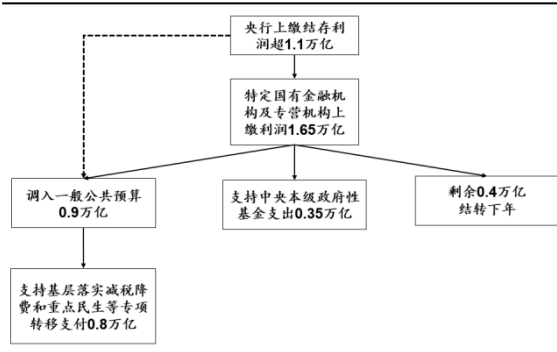 央行上缴结存利
润超1.1万亿
特定国有金融机
构及专营机构上
缴利润1.65万亿
调入一般公共预算
0.9万亿
支持中央本级政府性
基金支出0.35万亿
剩余0.4万亿
结转下年
支持基层落实减税降
费和重点民生等专项
转移支付0.8万亿